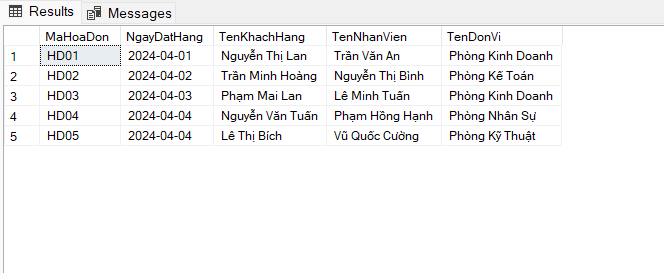 Results Messages
MaHoaDon NgayDatHang TenKhachHang TenNhanVien TenDonVi
1 HD01 2024-04-01 Nguyễn Thị Lan Trần Văn An Phòng Kinh Doanh
2 HD02 2024-04-02 Trần Minh Hoàng Nguyễn Thị Bình Phòng Kế Toán
3 HD03 2024-04-03 Phạm Mai Lan Lê Minh Tuấn Phòng Kinh Doanh
4 HD04 2024-04-04 Nguyễn Văn Tuấn Phạm Hồng Hạnh Phòng Nhân Sự
5 HD05 2024-04-04 Lê Thị Bích Vũ Quốc Cường Phòng Kỹ Thuật